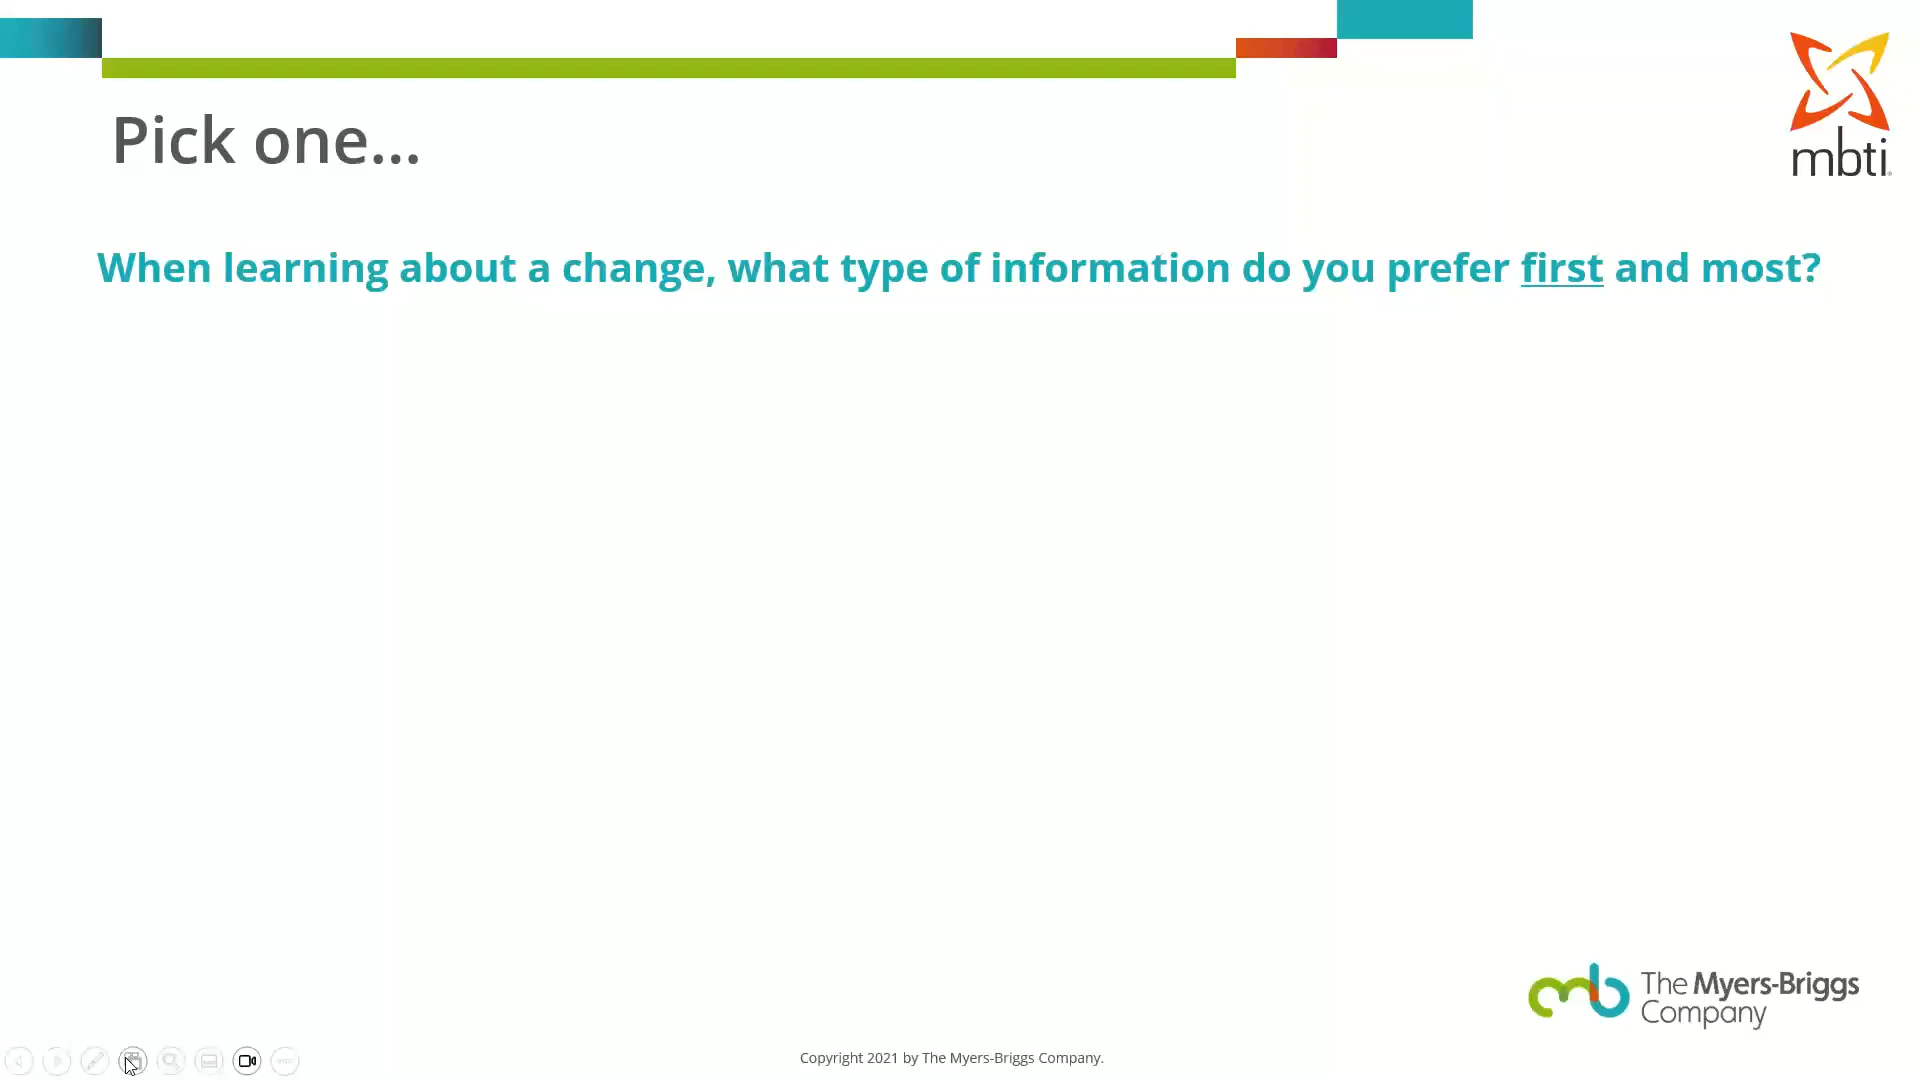 mbti
Pick one...
When learning about a change, what type of information do you prefer first and most?
The Myers-Briggs
Company
Copyright 2021 by The Myers-Briggs Company.